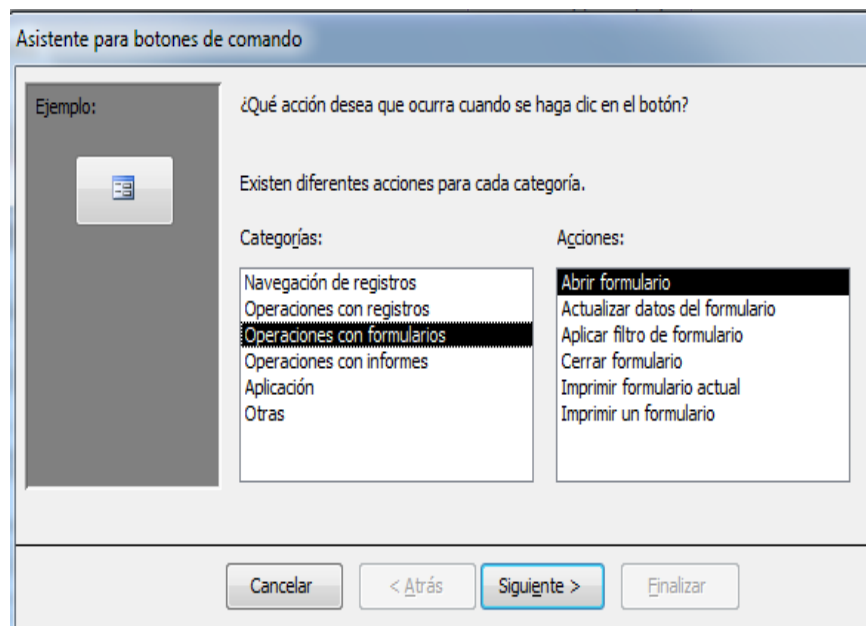 Asistente para botones de comando
Ejemplo:
¿Qué acción desea que ocurra cuando se haga clic en el botón?
Existen diferentes acciones para cada categoría.
Categorías:
Navegación de registros
Operaciones con registros
Operaciones con formularios
Operaciones con informes
Aplicación
Otras
Acciones:
Abrir formulario
Actualizar datos del formulario
Aplicar filtro de formulario
Cerrar formulario
Imprimir formulario actual
Imprimir un formulario
Cancelar
< Atrás
Siguiente >
Finalizar